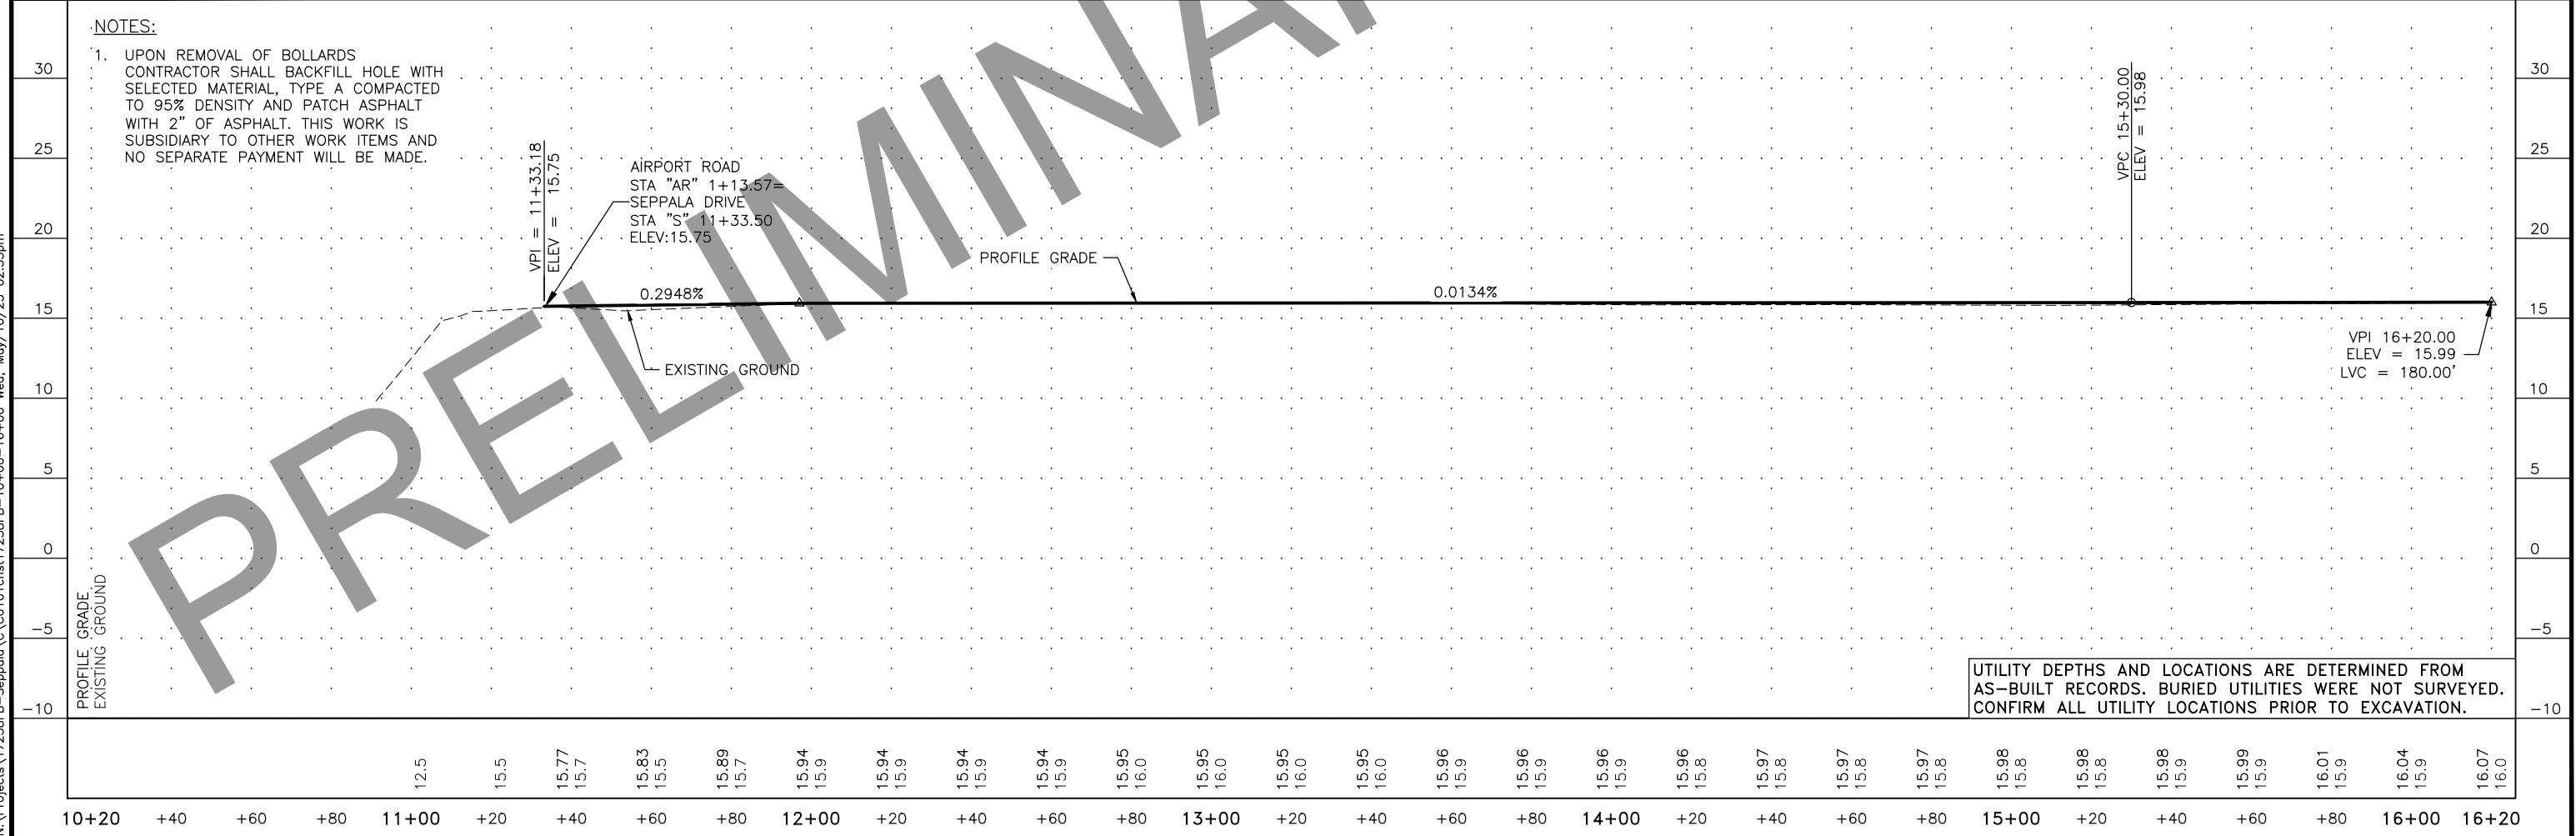 NOTES:
1. UPON REMOVAL OF BOLLARDS
CONTRACTOR SHALL BACKFILL HOLE WITH
SELECTED MATERIAL, TYPE A COMPACTED
TO 95% DENSITY AND PATCH ASPHALT
WITH 2" OF ASPHALT. THIS WORK IS
SUBSIDIARY TO OTHER WORK ITEMS AND
NO SEPARATE PAYMENT WILL BE MADE.
30
25
20
15
10
5
0
-5
-10
VPI = 11+33.18
ELEV = 15.75
AIRPORT ROAD
STA "AR" 1+13.57=
SEPPALA DRIVE
STA "S" 11+33.50
ELEV:15.75
0.2948%
EXISTING GROUND
PROFILE GRADE
0.0134%
VPC 15+30.00
ELEV = 15.98
VPI 16+20.00
ELEV = 15.99
LVC = 180.00'
30
25
20
15
10
5
0
-5
-10
PROFILE GRADE
EXISTING GROUND
UTILITY DEPTHS AND LOCATIONS ARE DETERMINED FROM
AS-BUILT RECORDS. BURIED UTILITIES WERE NOT SURVEYED.
CONFIRM ALL UTILITY LOCATIONS PRIOR TO EXCAVATION.
12.5
15.5
15.77
15.7
15.83
15.5
15.89
15.7
15.94
15.9
15.94
15.9
15.94
15.9
15.94
15.9
15.95
16.0
15.95
16.0
15.95
16.0
15.95
16.0
15.96
15.9
15.96
15.9
15.96
15.9
15.96
15.8
15.97
15.8
15.97
15.8
15.97
15.8
15.98
15.8
15.98
15.8
15.98
15.9
15.99
15.9
16.01
15.9
16.04
15.9
16.07
16.0
10+20 +40 +60 +80 11+00 +20 +40 +60 +80 12+00 +20 +40 +60 +80 13+00 +20 +40 +60 +80 14+00 +20 +40 +60 +80 15+00 +20 +40 +60 +80 16+00 16+20